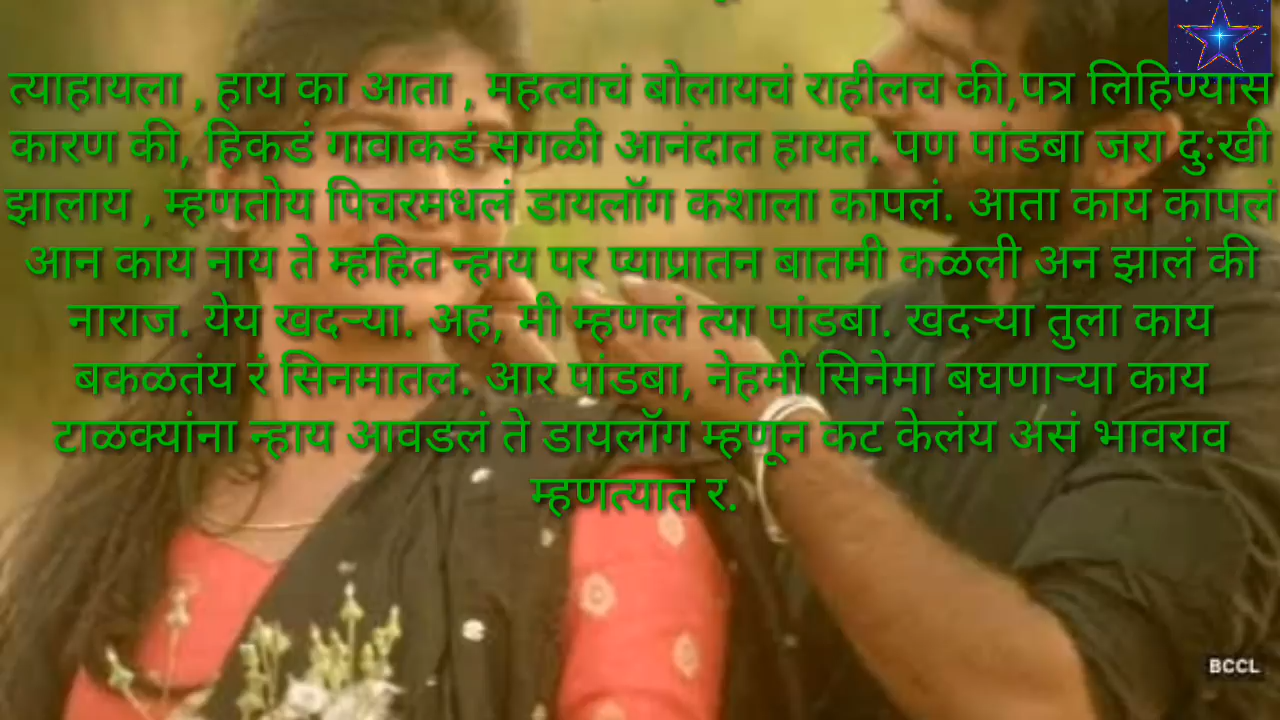 त्याहायला , हाय का आता , महत्वाचं बोलायचं राहीलच की,पत्र लिहिण्यास
कारण की, हिकडं गावाकडं सगळी आनंदात हायत. पण पांडबा जरा दुःखी
झालाय , म्हणतोय पिचरमधलं डायलॉग कशाला कापलं. आता काय कापलं
आन काय नाय ते म्हहित न्हाय पर प्याप्रातन बातमी कळली अन झालं की
नाराज. येय खदऱ्या. अह, मी म्हणलं त्या पांडबा. खदऱ्या तुला काय
बकळतंय रं सिनमातल. आर पांडबा, नेहमी सिनेमा बघणाऱ्या काय
टाळक्यांना न्हाय आवडलं ते डायलॉग म्हणून कट केलंय असं भावराव
म्हणत्यात र.
BCCL